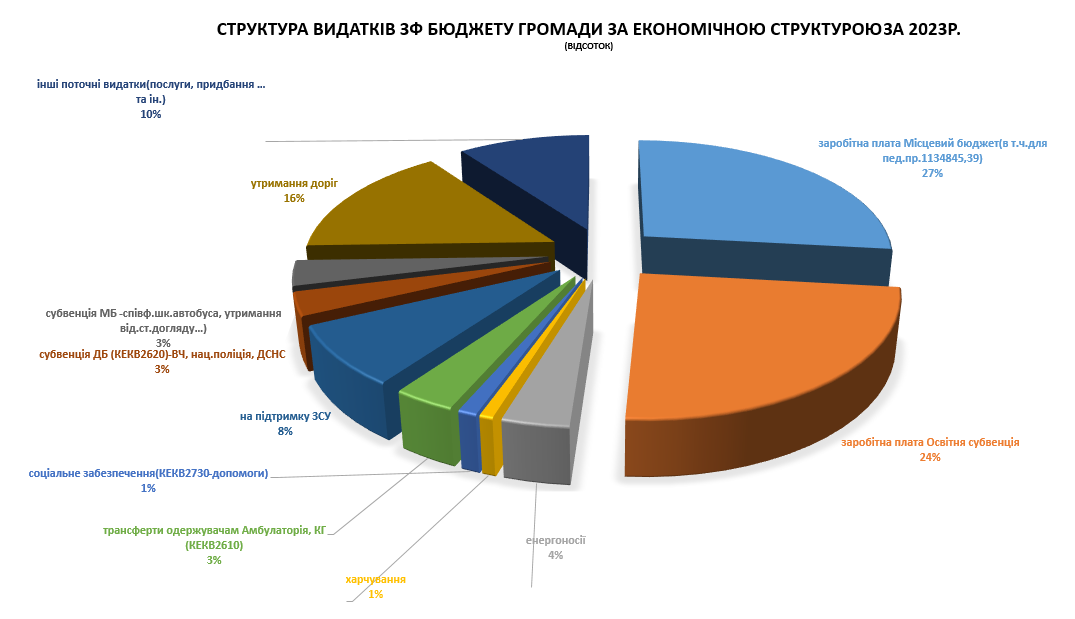 СТРУКТУРА ВИДАТКІВ ЗФ БЮДЖЕТУ ГРОМАДИ ЗА ЕКОНОМІЧНОЮ СТРУКТУРОЮЗА 2023Р.
(ВІДСОТОК)
інші поточні видатки(послуги, придбання ...
та ін.)
10%
заробітна плата Місцевий бюджет(в т.ч.для
пед.пр.1134845,39)
27%
утримання доріг
16%
субвенція МБ -співф.шк.автобуса, утримання
від.ст.догляду...)
3%
субвенція ДБ (КЕКВ2620)-ВЧ, нац.поліція, ДСНС
3%
на підтримку ЗСУ
8%
заробітна плата Освітня субвенція
24%
соціальне забезпечення(КЕКВ2730-допомоги)
1%
трансферти одержувачам Амбулаторія, КГ
(КЕКВ2610)
3%
енергоносії
4%
харчування
1%